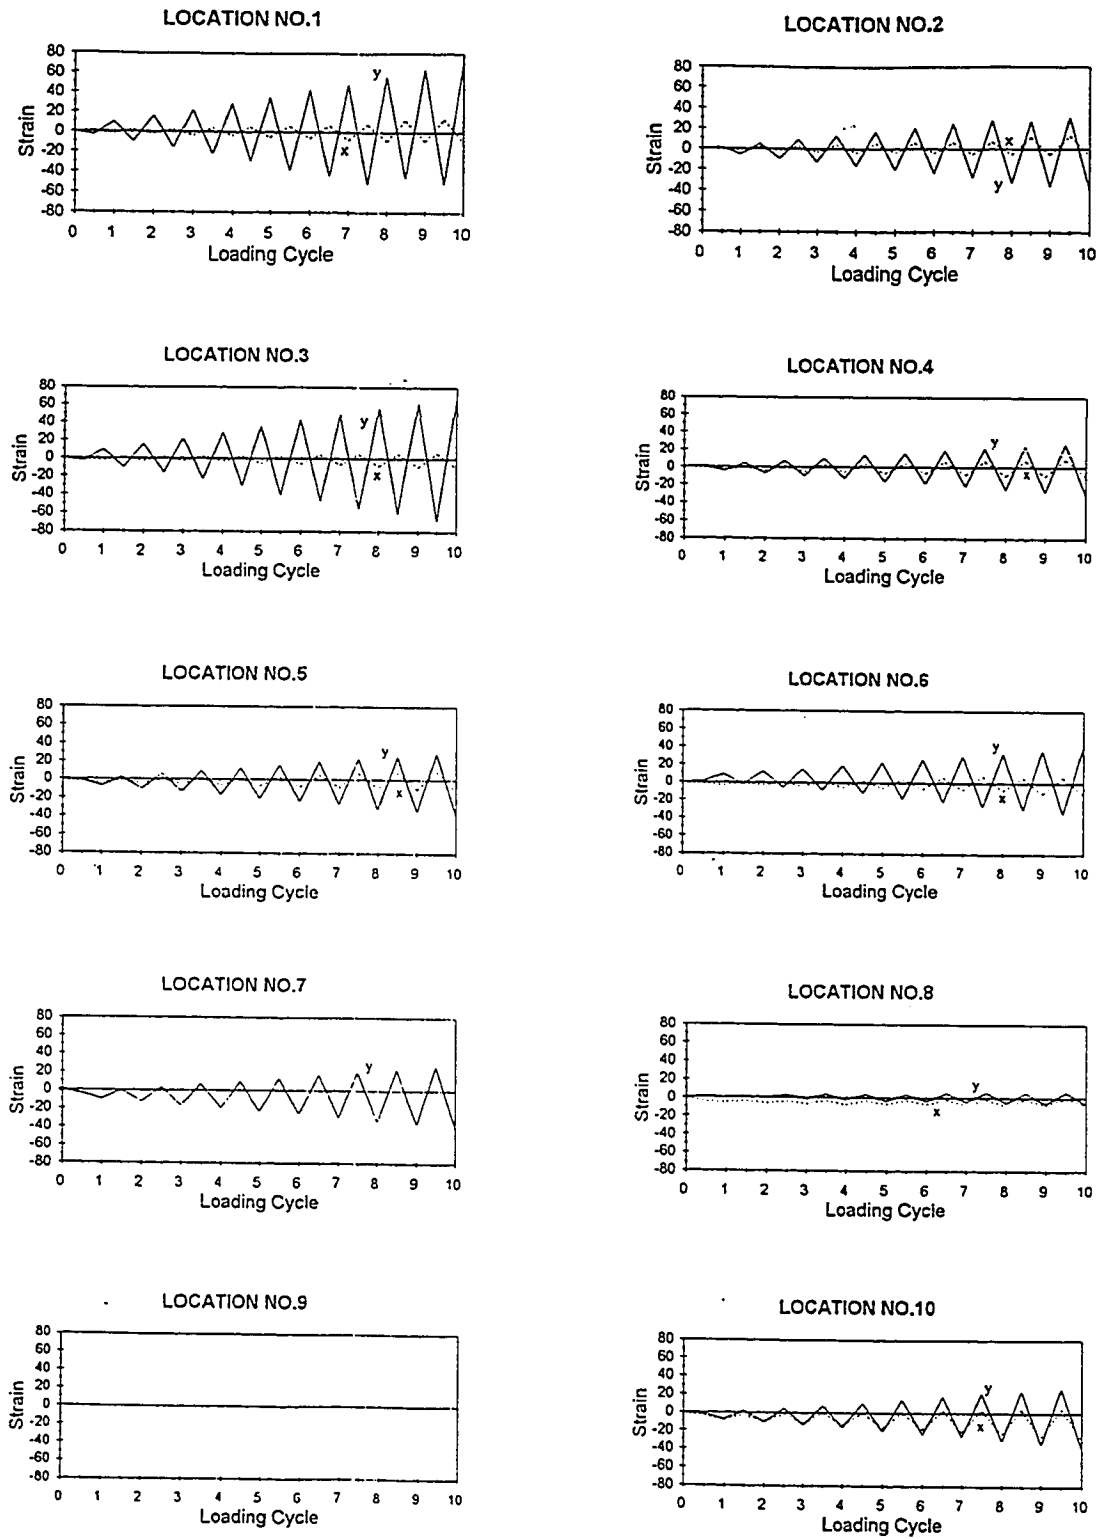 LOCATION NO.1
80
60
40
20
0
-20
-40
-60
-80
Strain
y
x
0 1 2 3 4 5 6 7 8 9 10
Loading Cycle
LOCATION NO.2
80
60
40
20
0
-20
-40
-60
-80
Strain
x
y
0 1 2 3 4 5 6 7 8 9 10
Loading Cycle
LOCATION NO.3
80
60
40
20
0
-20
-40
-60
-80
Strain
y
x
0 1 2 3 4 5 6 7 8 9 10
Loading Cycle
LOCATION NO.4
80
60
40
20
0
-20
-40
-60
-80
Strain
y
x
0 1 2 3 4 5 6 7 8 9 10
Loading Cycle
LOCATION NO.5
80
60
40
20
0
-20
-40
-60
-80
Strain
y
x
0 1 2 3 4 5 6 7 8 9 10
Loading Cycle
LOCATION NO.6
80
60
40
20
0
-20
-40
-60
-80
Strain
y
x
0 1 2 3 4 5 6 7 8 9 10
Loading Cycle
LOCATION NO.7
80
60
40
20
0
-20
-40
-60
-80
Strain
y
0 1 2 3 4 5 6 7 8 9 10
Loading Cycle
LOCATION NO.8
80
60
40
20
0
-20
-40
-60
-80
Strain
y
x
0 1 2 3 4 5 6 7 8 9 10
Loading Cycle
LOCATION NO.9
80
60
40
20
0
-20
-40
-60
-80
Strain
0 1 2 3 4 5 6 7 8 9 10
Loading Cycle
LOCATION NO.10
80
60
40
20
0
-20
-40
-60
-80
Strain
y
x
0 1 2 3 4 5 6 7 8 9 10
Loading Cycle